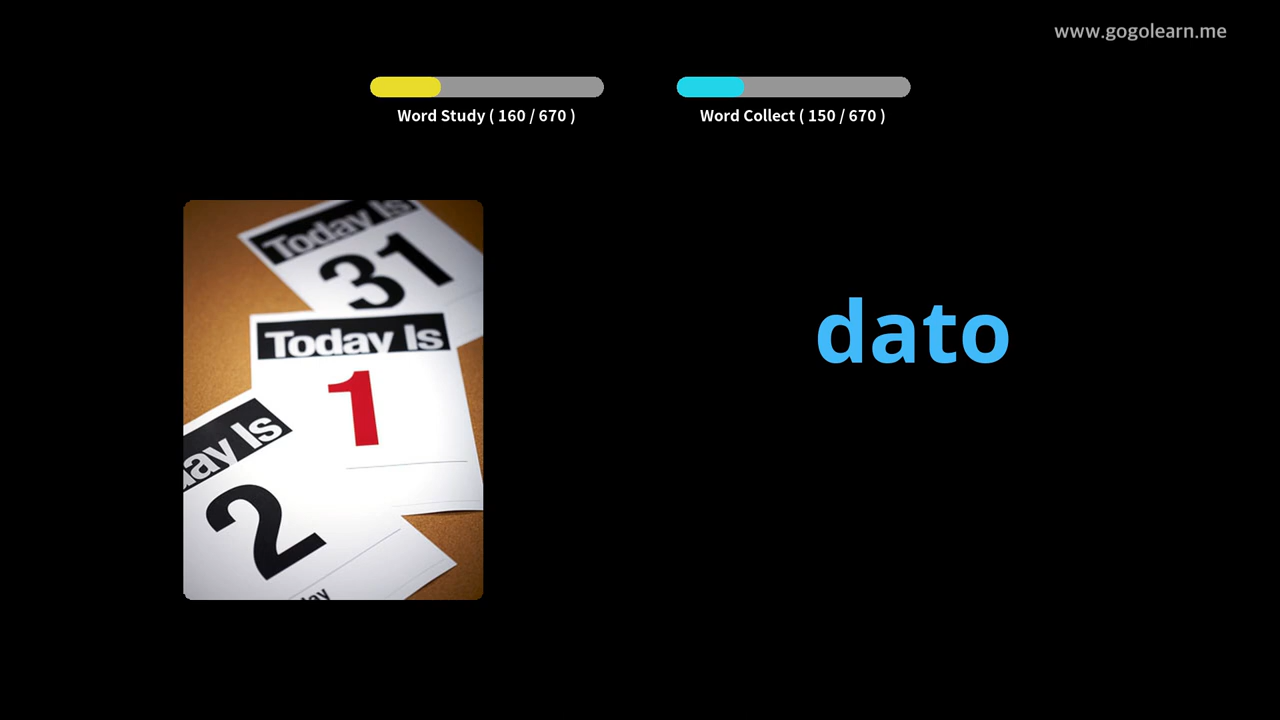 www.gogolearn.me
Word Study ( 160 / 670 )
Word Collect ( 150 / 670 )
Today Is
31
Today Is
1
ay Is
2
dato